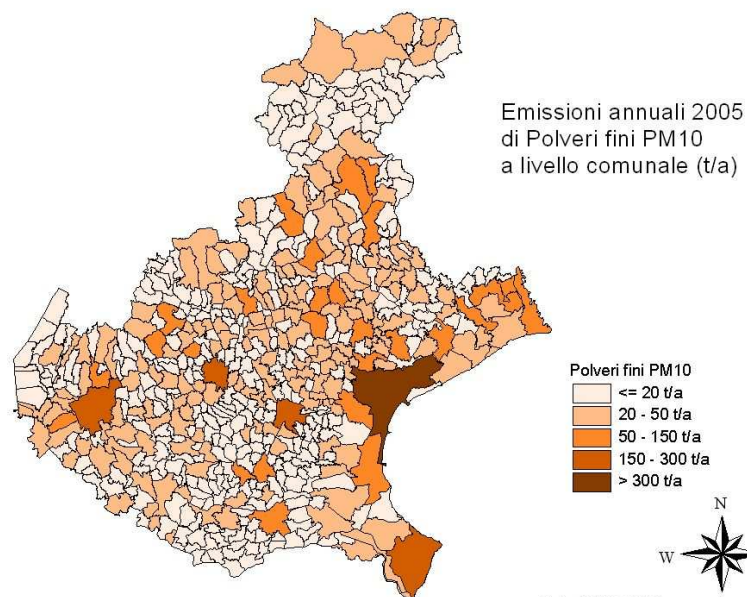 Emissioni annuali 2005
di Polveri fini PM10
a livello comunale (t/a)
Polveri fini PM10
<= 20 t/a
20 - 50 t/a
50 - 150 t/a
150 - 300 t/a
> 300 t/a
N
W